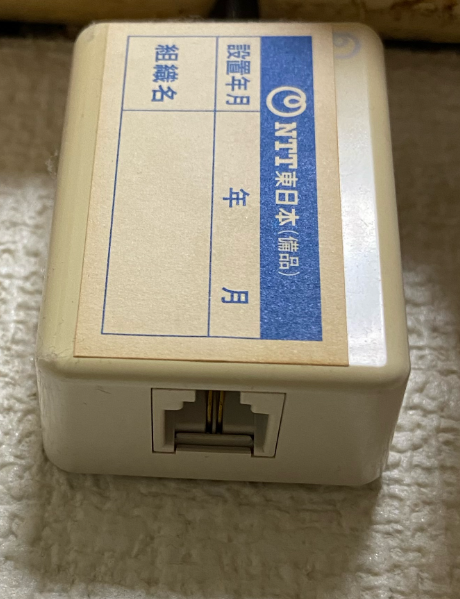 NTT東日本(備品)
設置年月 年 月
組織名